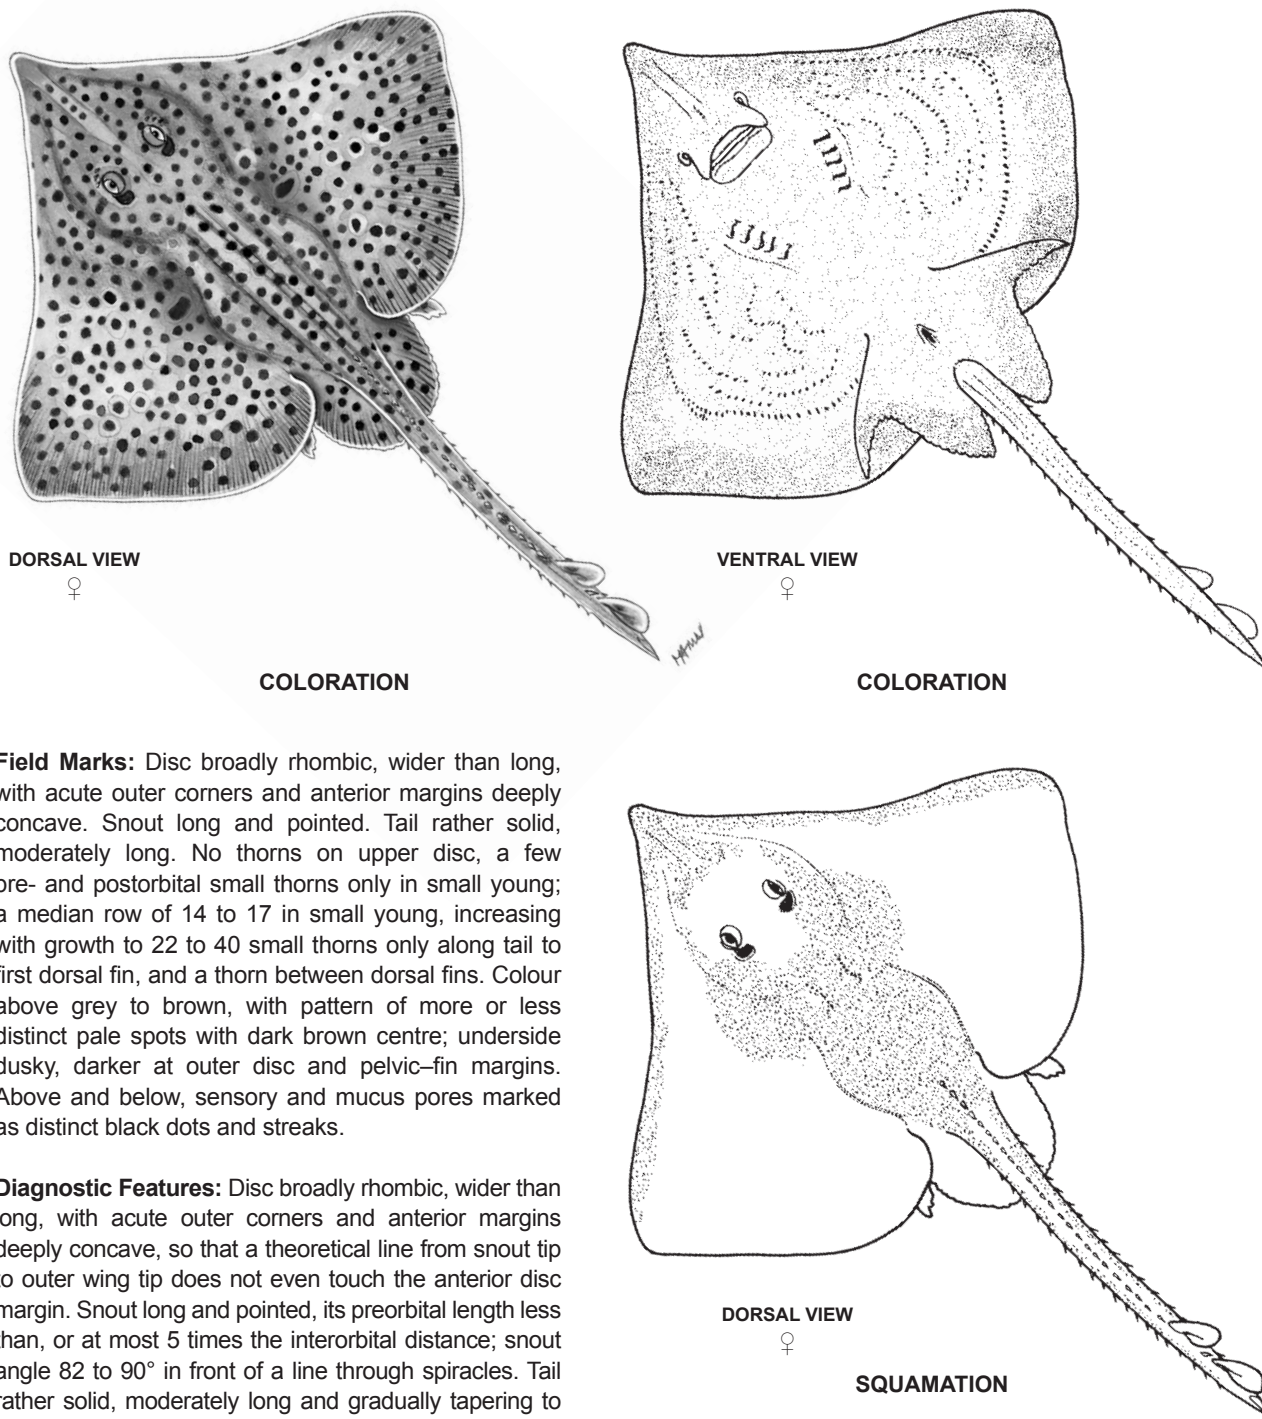 DORSAL VIEW
♀
VENTRAL VIEW
♀
COLORATION
COLORATION
Field Marks: Disc broadly rhombic, wider than long,
with acute outer corners and anterior margins deeply
concave. Snout long and pointed. Tail rather solid,
moderately long. No thorns on upper disc, a few
pre- and postorbital small thorns only in small young;
a median row of 14 to 17 in small young, increasing
with growth to 22 to 40 small thorns only along tail to
first dorsal fin, and a thorn between dorsal fins. Colour
above grey to brown, with pattern of more or less
distinct pale spots with dark brown centre; underside
dusky, darker at outer disc and pelvic–fin margins.
Above and below, sensory and mucus pores marked
as distinct black dots and streaks.
Diagnostic Features: Disc broadly rhombic, wider than
long, with acute outer corners and anterior margins
deeply concave, so that a theoretical line from snout tip
to outer wing tip does not even touch the anterior disc
margin. Snout long and pointed, its preorbital length less
than, or at most 5 times the interorbital distance; snout
angle 82 to 90° in front of a line through spiracles. Tail
rather solid, moderately long and gradually tapering to
DORSAL VIEW
♀
SQUAMATION